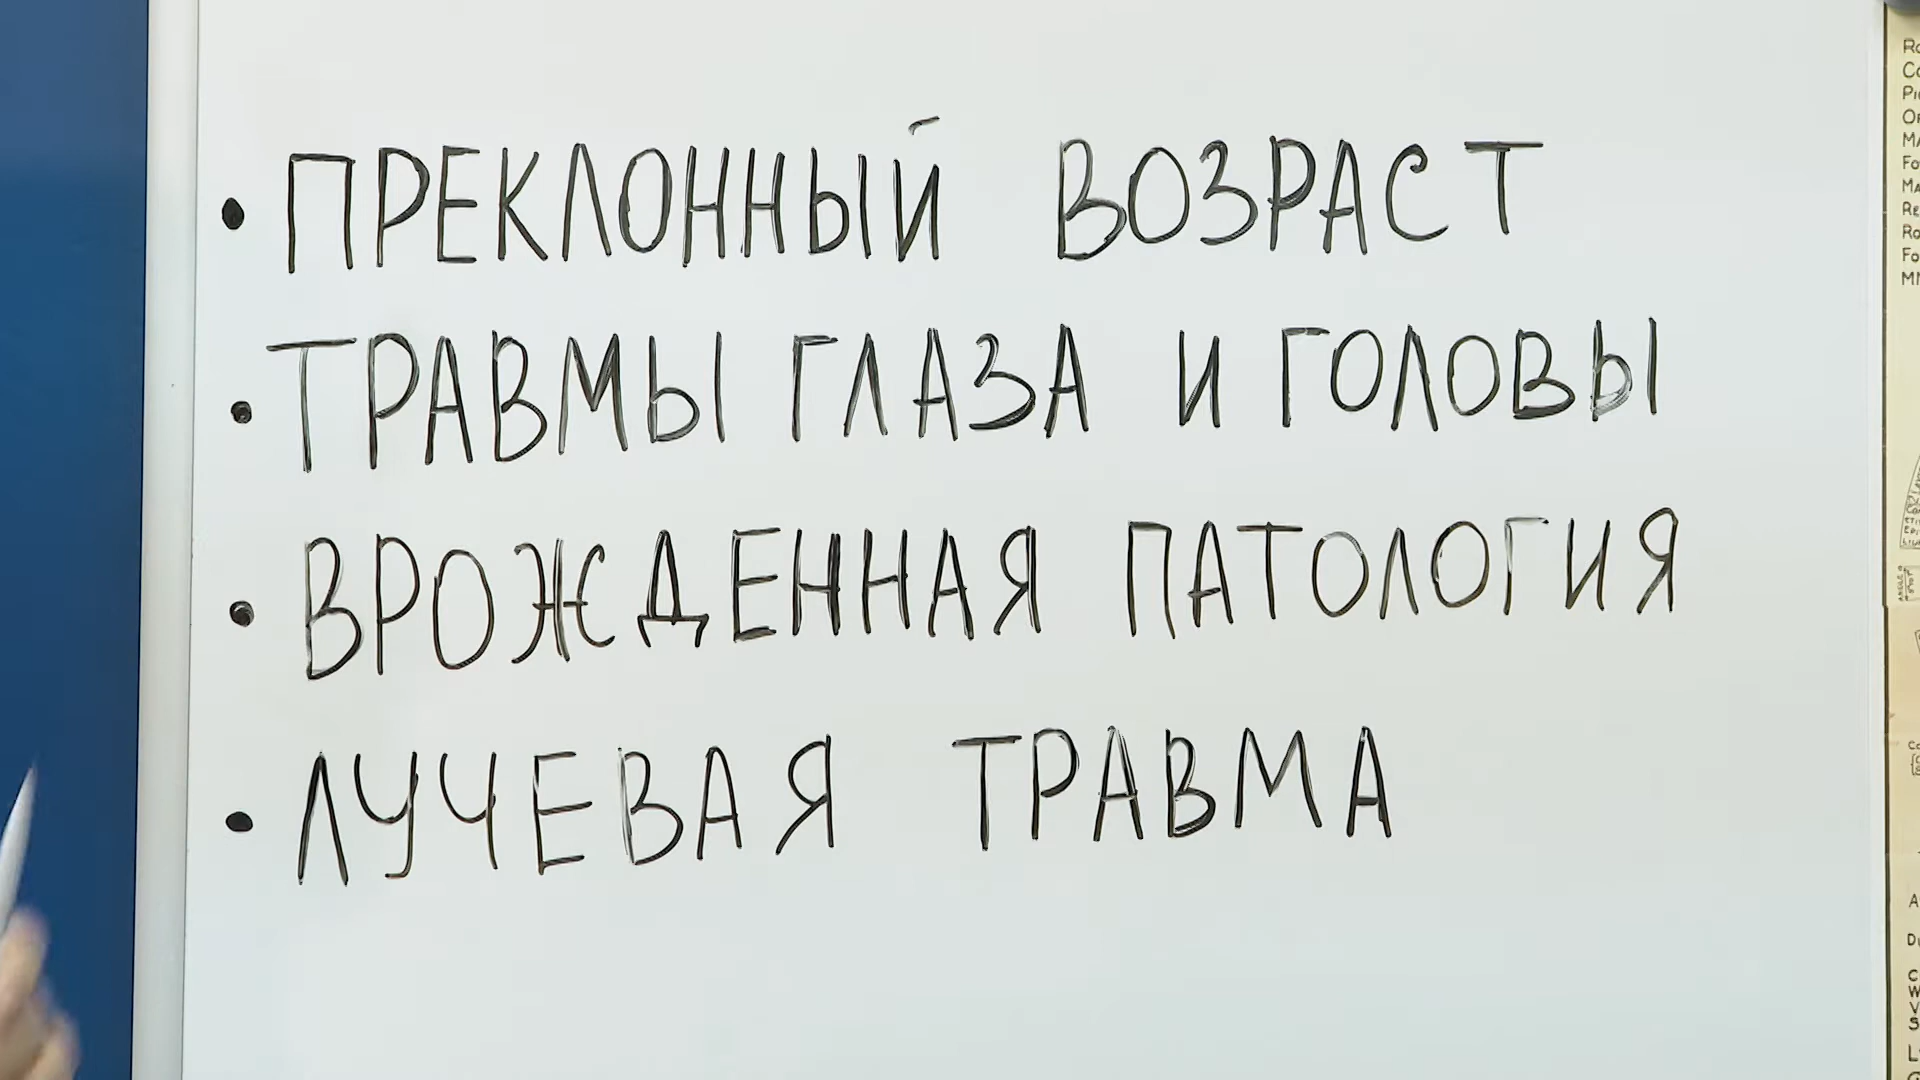 • ПРЕКЛОННЫЙ ВОЗРАСТ
• ТРАВМЫ ГЛАЗА И ГОЛОВЫ
• ВРОЖДЕННАЯ ПАТОЛОГИЯ
• ЛУЧЕВАЯ ТРАВМА